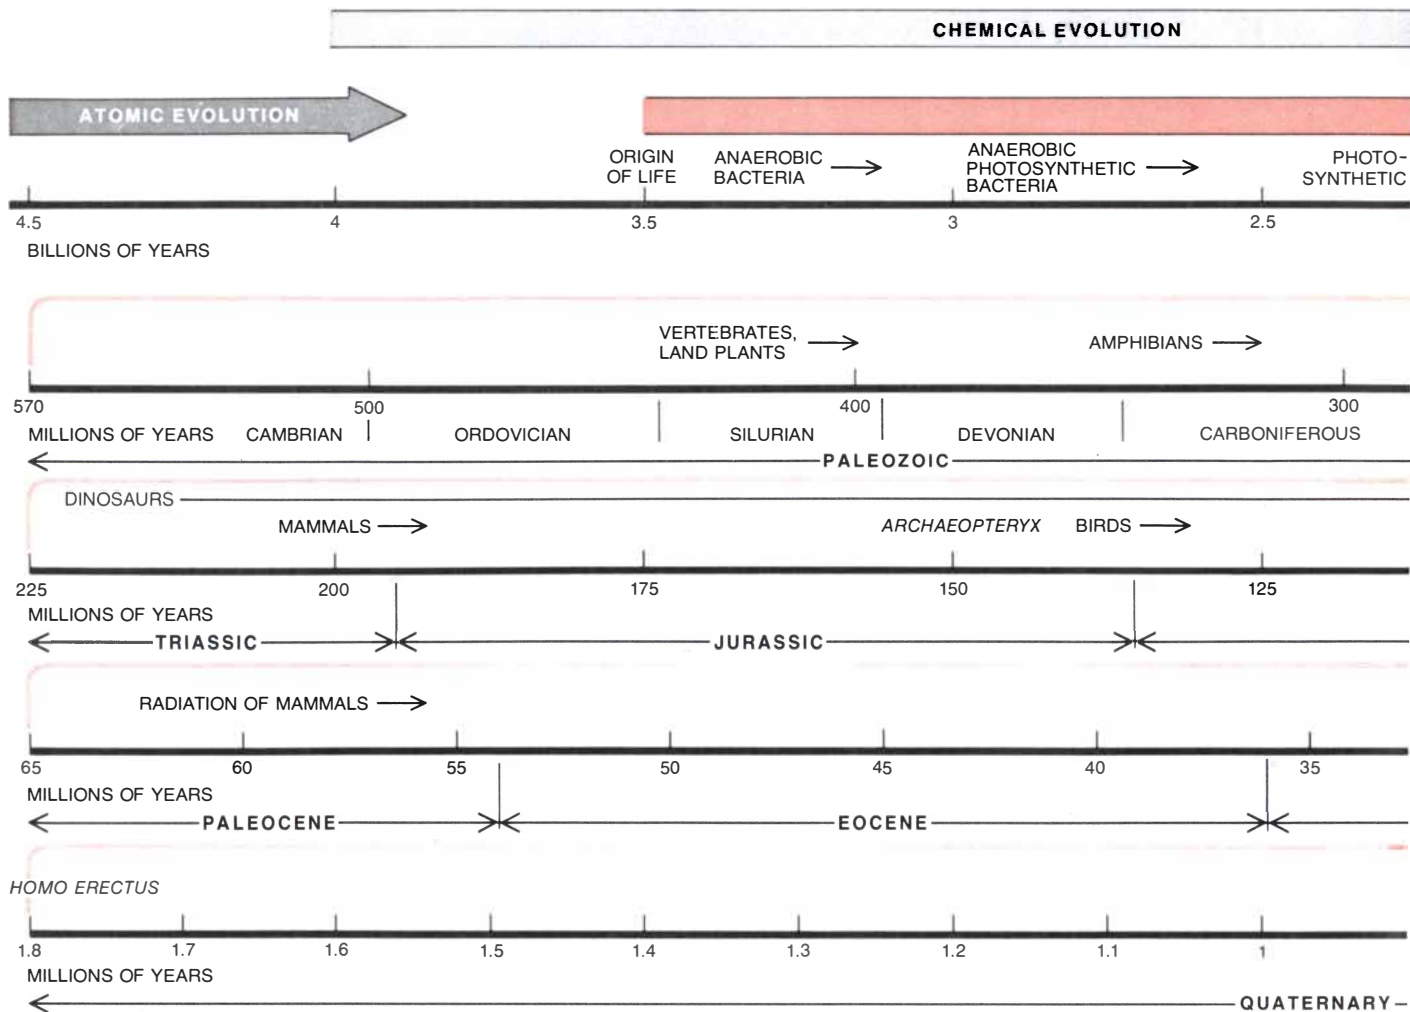 CHEMICAL EVOLUTION
ATOMIC EVOLUTION
ORIGIN OF LIFE
ANAEROBIC BACTERIA
ANAEROBIC PHOTOSYNTHETIC BACTERIA
PHOTO-
SYNTHETIC
4.5 4 3.5 3 2.5
BILLIONS OF YEARS
VERTEBRATES,
LAND PLANTS
AMPHIBIANS
570 500 400 300
MILLIONS OF YEARS CAMBRIAN ORDOVICIAN SILURIAN DEVONIAN CARBONIFEROUS
PALEOZOIC
DINOSAURS
MAMMALS ARCHAEOPTERYX BIRDS
225 200 175 150 125
MILLIONS OF YEARS
TRIASSIC JURASSIC
RADIATION OF MAMMALS
65 60 55 50 45 40 35
MILLIONS OF YEARS
PALEOCENE EOCENE
HOMO ERECTUS
1.8 1.7 1.6 1.5 1.4 1.3 1.2 1.1 1
MILLIONS OF YEARS
QUATERNARY